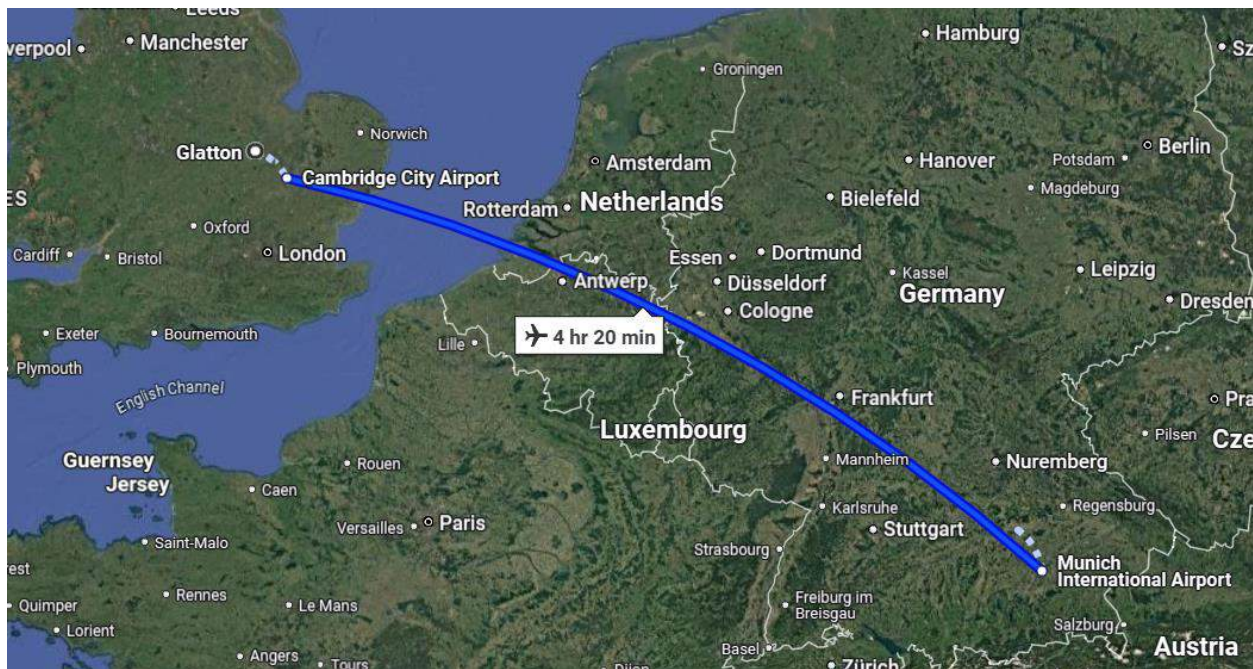 Leeds
verpool
Manchester
Hamburg
Sz
Groningen
Norwich
Glatton
Amsterdam
Hanover
Potsdam
Berlin
Cambridge City Airport
Magdeburg
ES
Rotterdam
Netherlands
Bielefeld
Oxford
Cardiff
Bristol
London
Essen
Dortmund
Antwerp
Düsseldorf
Kassel
Leipzig
Germany
Cologne
Dresden
Exeter
Bournemouth
4 hr 20 min
Lille
Plymouth
English Channel
Frankfurt
Pra
Luxembourg
Pilsen
Cze
Guernsey
Jersey
Rouen
Mannheim
Nuremberg
Caen
Karlsruhe
Regensburg
Versailles
Paris
Stuttgart
Saint-Malo
Strasbourg
Munich
International Airport
rest
Quimper
Rennes
Le Mans
Freiburg im
Breisgau
Lorient
Salzburg
Angers
Tours
Dijon
Basel
Zürich
Austria